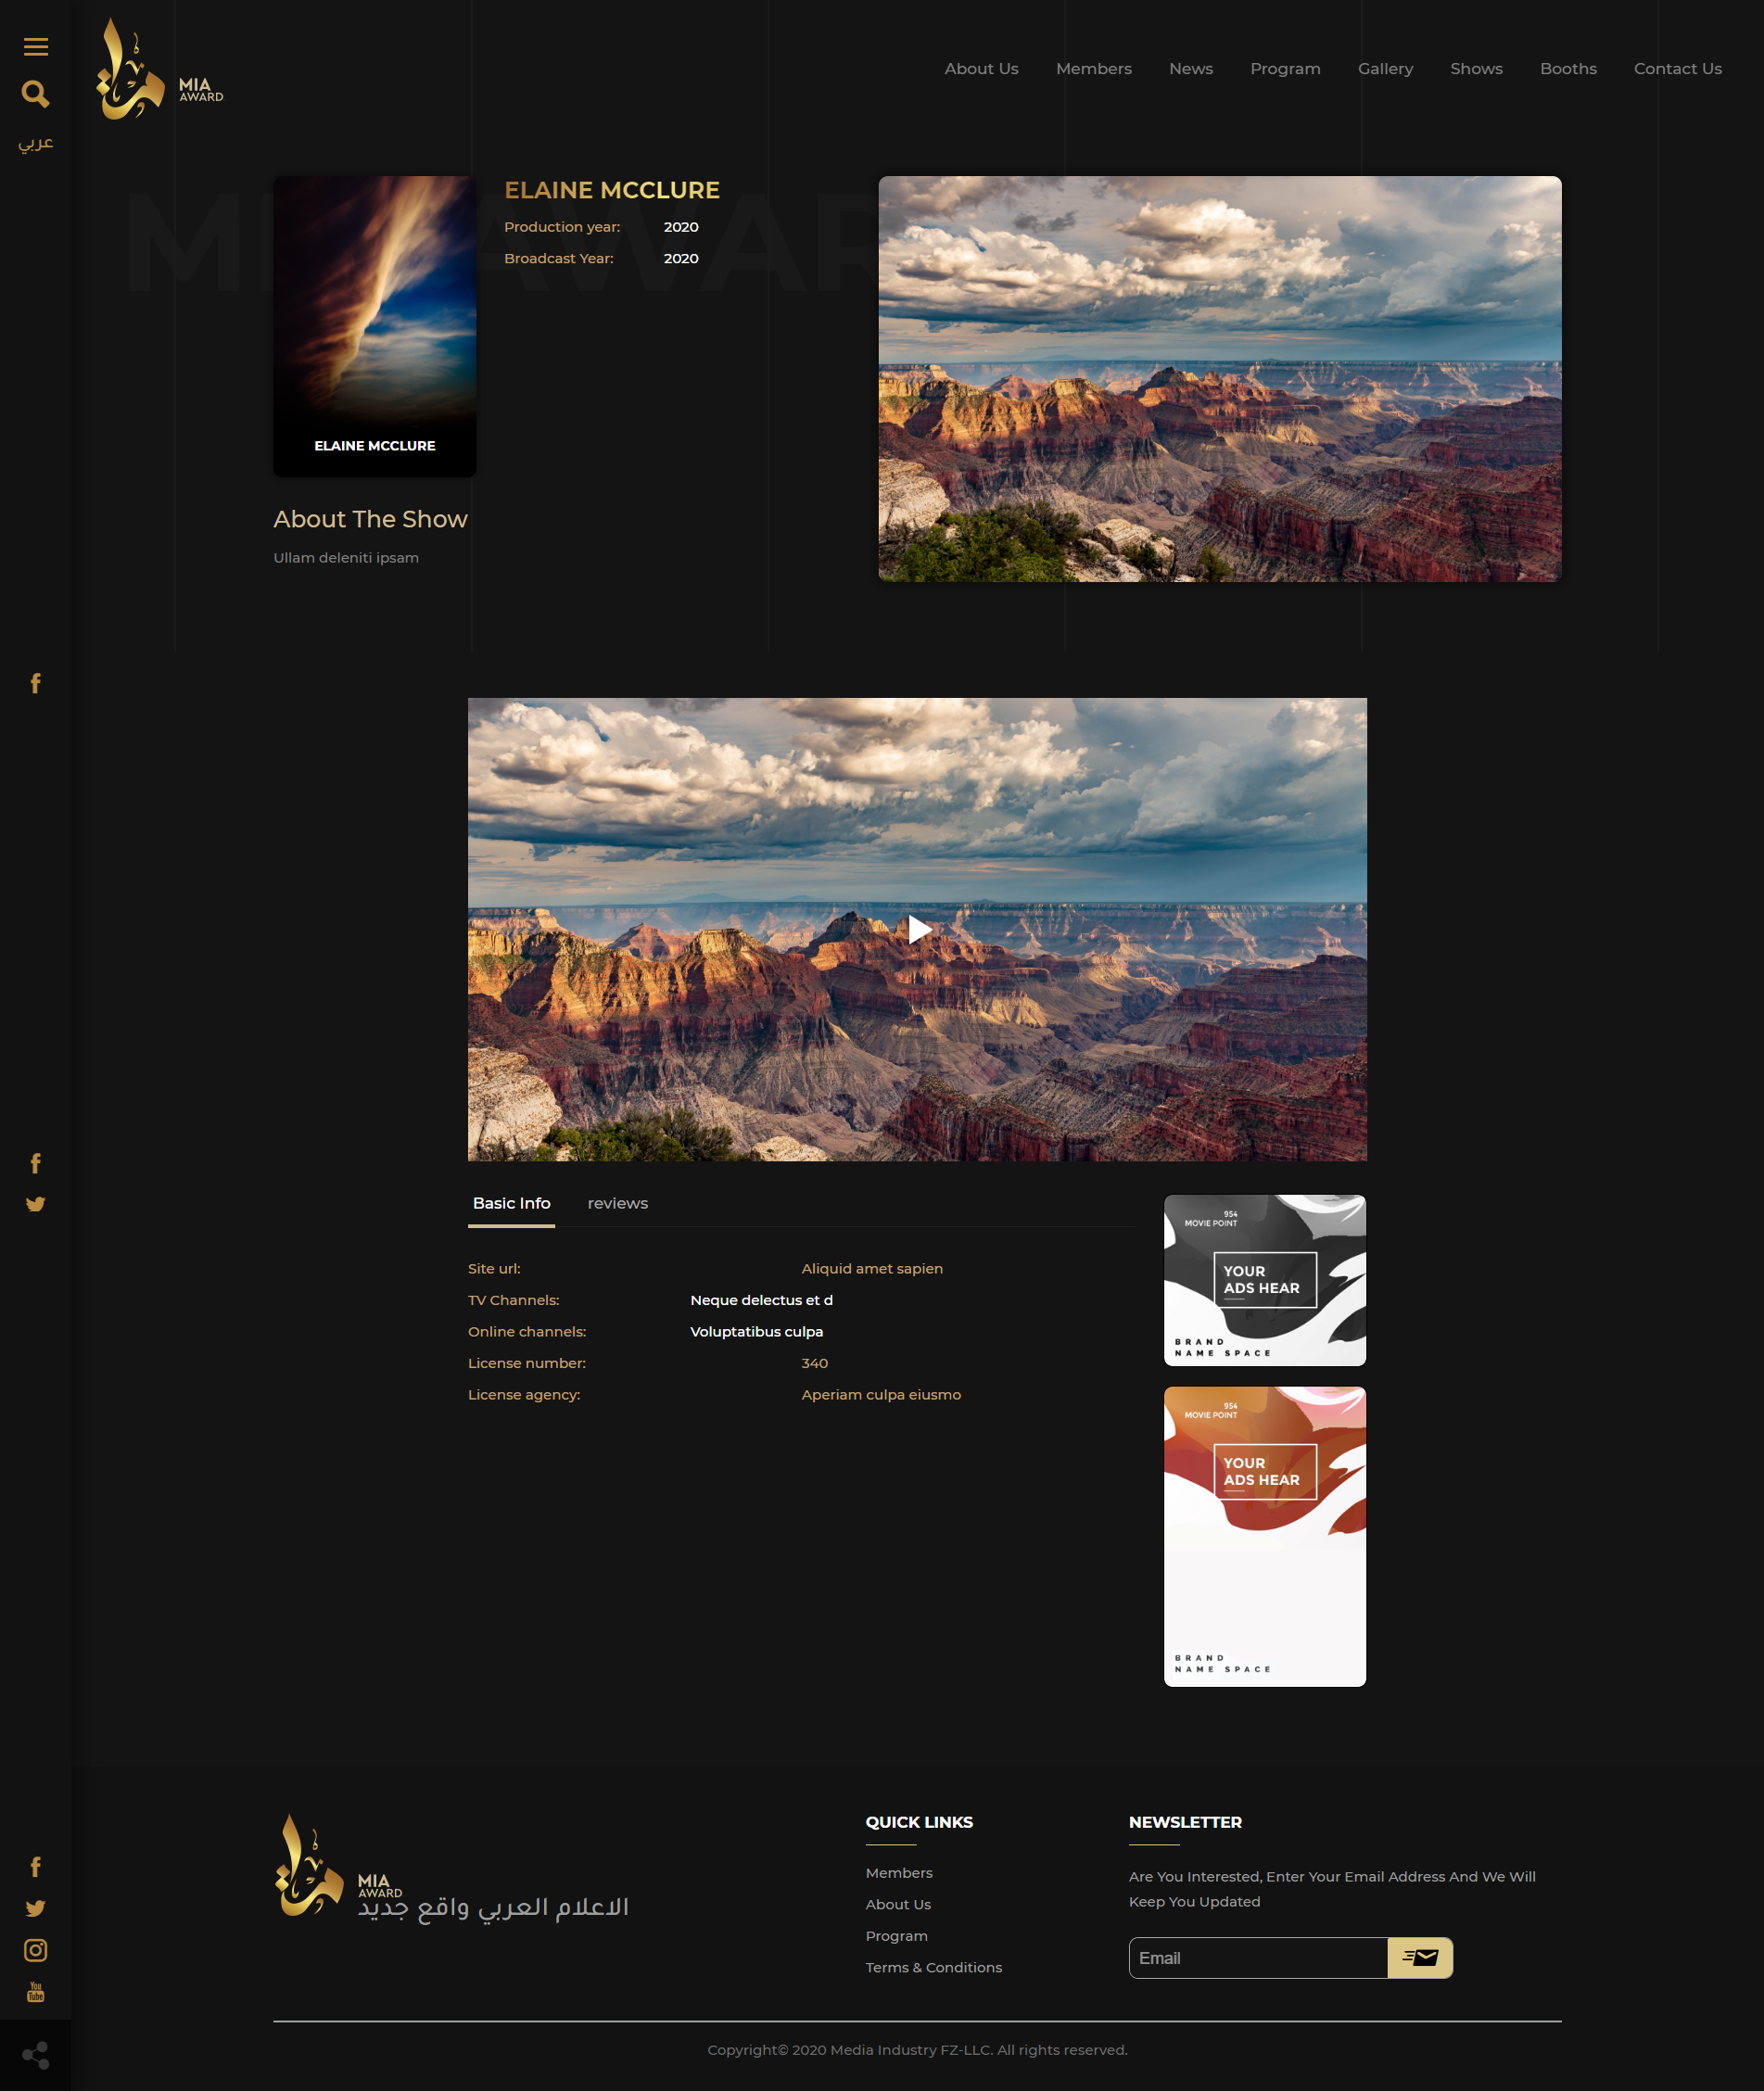 عربي
MIA
AWARD
About Us
Members
News
Program
Gallery
Shows
Booths
Contact Us
ELAINE MCCLURE
ELAINE MCCLURE
Production year: 2020
Broadcast Year: 2020
About The Show
Ullam deleniti ipsam
Basic Info
reviews
Site url: Aliquid amet sapien
TV Channels: Neque delectus et d
Online channels: Voluptatibus culpa
License number: 340
License agency: Aperiam culpa eiusmo
954
MOVIE POINT
YOUR
ADS HEAR
BRAND
NAME SPACE
954
MOVIE POINT
YOUR
ADS HEAR
BRAND
NAME SPACE
MIA
AWARD
الاعلام العربي واقع جديد
QUICK LINKS
Members
About Us
Program
Terms & Conditions
NEWSLETTER
Are You Interested, Enter Your Email Address And We Will
Keep You Updated
Email
You
Tube
Copyright© 2020 Media Industry FZ-LLC. All rights reserved.